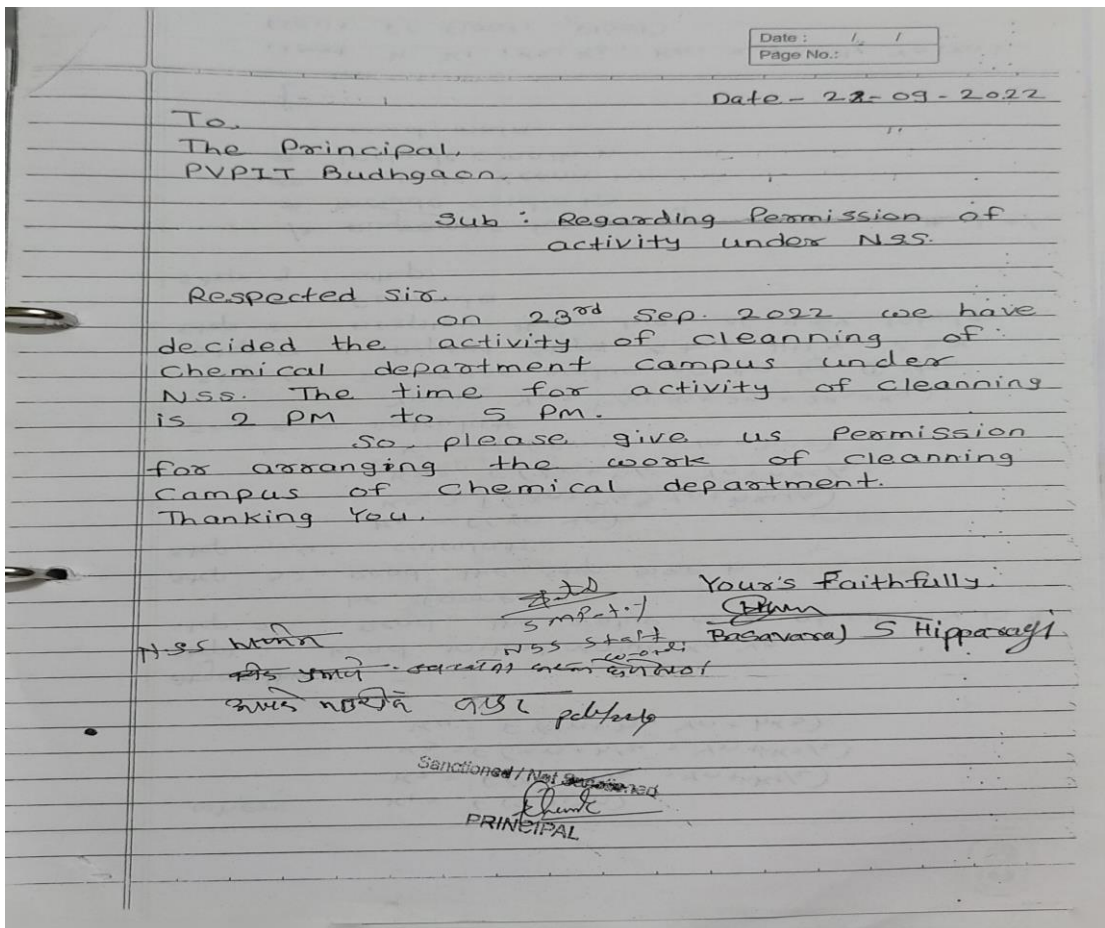 Date : / /
Page No.:
Date - 22-09-2022
To,
The Principal,
PVPIT Budhgaon.
Sub : Regarding Permission of
activity under NSS.
Respected sir.
on 23rd Sep. 2022 we have
decided the activity of cleanning of
Chemical department campus under
NSS. The time for activity of cleanning
is 2 PM to 5 PM.
So, please give us Permission
for arranging the work of cleanning
Campus of Chemical department.
Thanking You.
Your's Faithfully
NSS staff Basavaraj S Hipparagi
NSS
Sanctioned / Not Sanctioned
PRINCIPAL